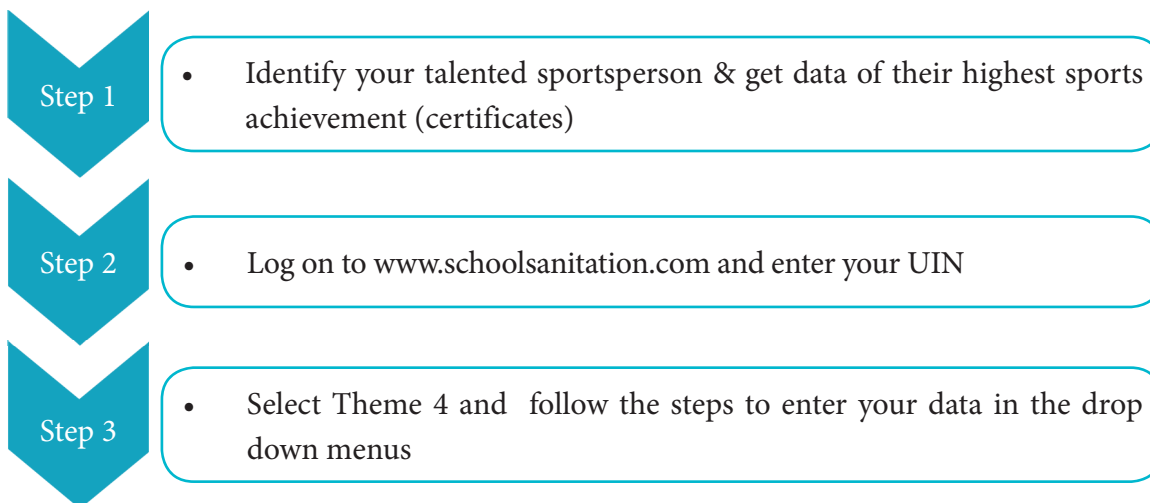 Step 1
• Identify your talented sportsperson & get data of their highest sports
achievement (certificates)
Step 2
• Log on to www.schoolsanitation.com and enter your UIN
Step 3
• Select Theme 4 and follow the steps to enter your data in the drop
down menus